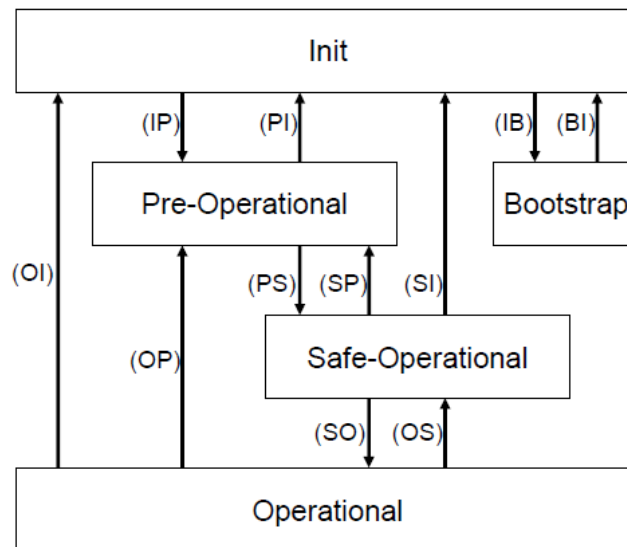 Init
(IP) (PI) (IB) (BI)
Pre-Operational Bootstrap
(OI) (PS) (SP) (SI)
(OP) Safe-Operational
(SO) (OS)
Operational